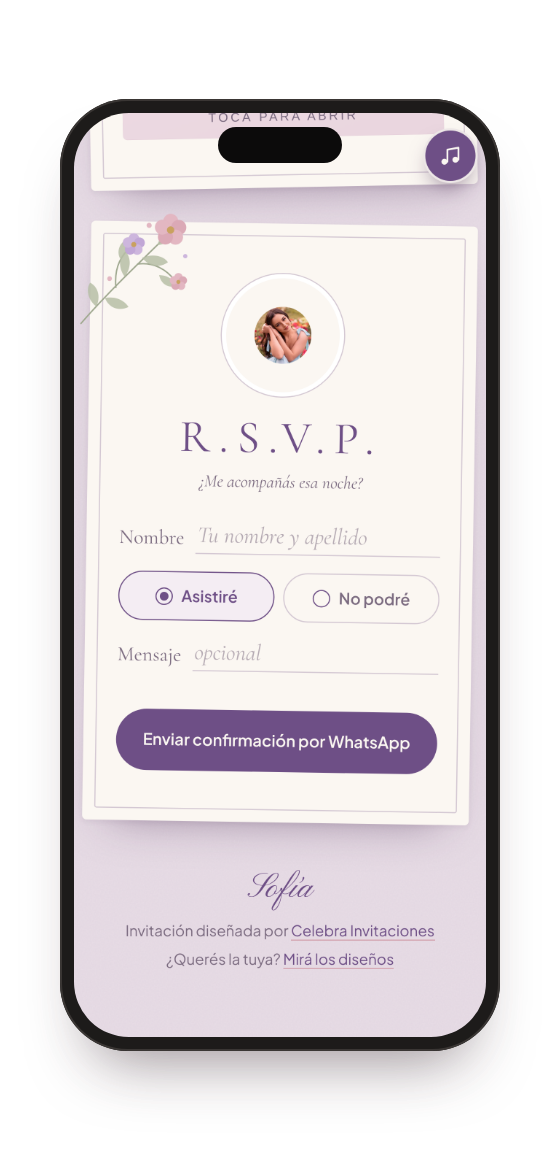 TOCA PARA ABRIR
R.S.V.P.
¿Me acompañás esa noche?
Nombre Tu nombre y apellido
Asistiré No podré
Mensaje opcional
Enviar confirmación por WhatsApp
Sofía
Invitación diseñada por Celebra Invitaciones
¿Querés la tuya? Mirá los diseños